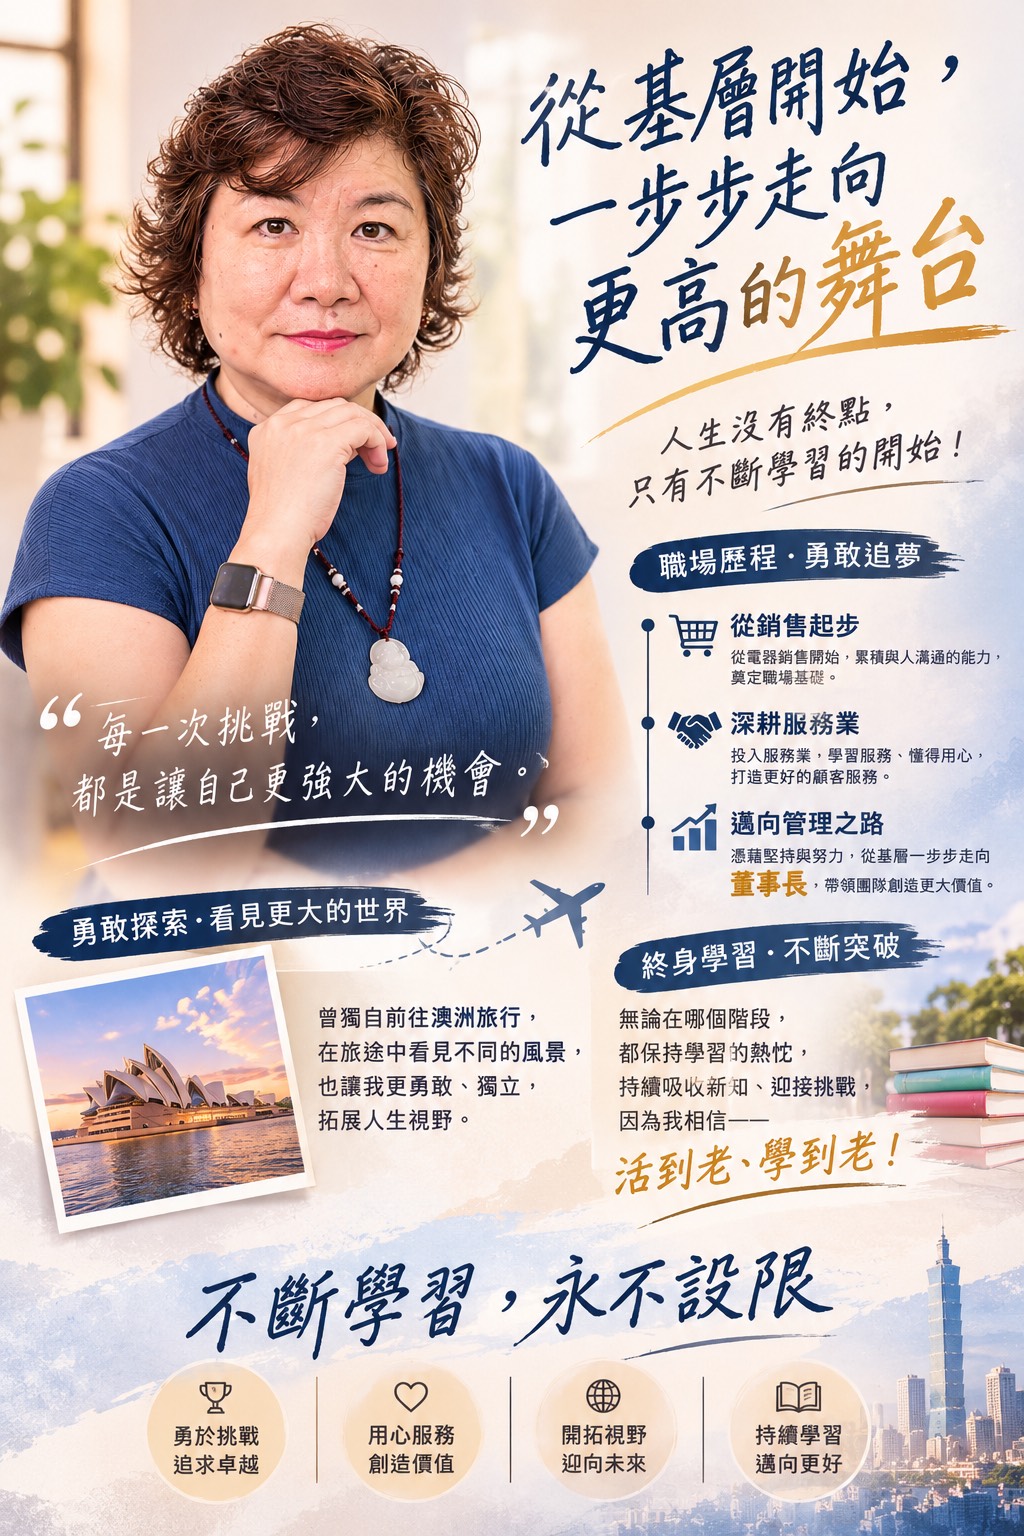 從基層開始，
一步步走向
更高的舞台
人生沒有終點，
只有不斷學習的開始！
職場歷程·勇敢追夢
從銷售起步
從電器銷售開始，累積與人溝通的能力，
奠定職場基礎。
深耕服務業
投入服務業，學習服務、懂得用心，
打造更好的顧客服務。
邁向管理之路
憑藉堅持與努力，從基層一步步走向
董事長，帶領團隊創造更大價值。
“每一次挑戰，
都是讓自己更強大的機會。”
勇敢探索·看見更大的世界
曾獨自前往澳洲旅行，
在旅途中看見不同的風景，
也讓我更勇敢、獨立，
拓展人生視野。
終身學習·不斷突破
無論在哪個階段，
都保持學習的熱忱，
持續吸收新知、迎接挑戰，
因為我相信——
活到老、學到老！
不斷學習，永不設限
勇於挑戰
追求卓越
用心服務
創造價值
開拓視野
迎向未來
持續學習
邁向更好